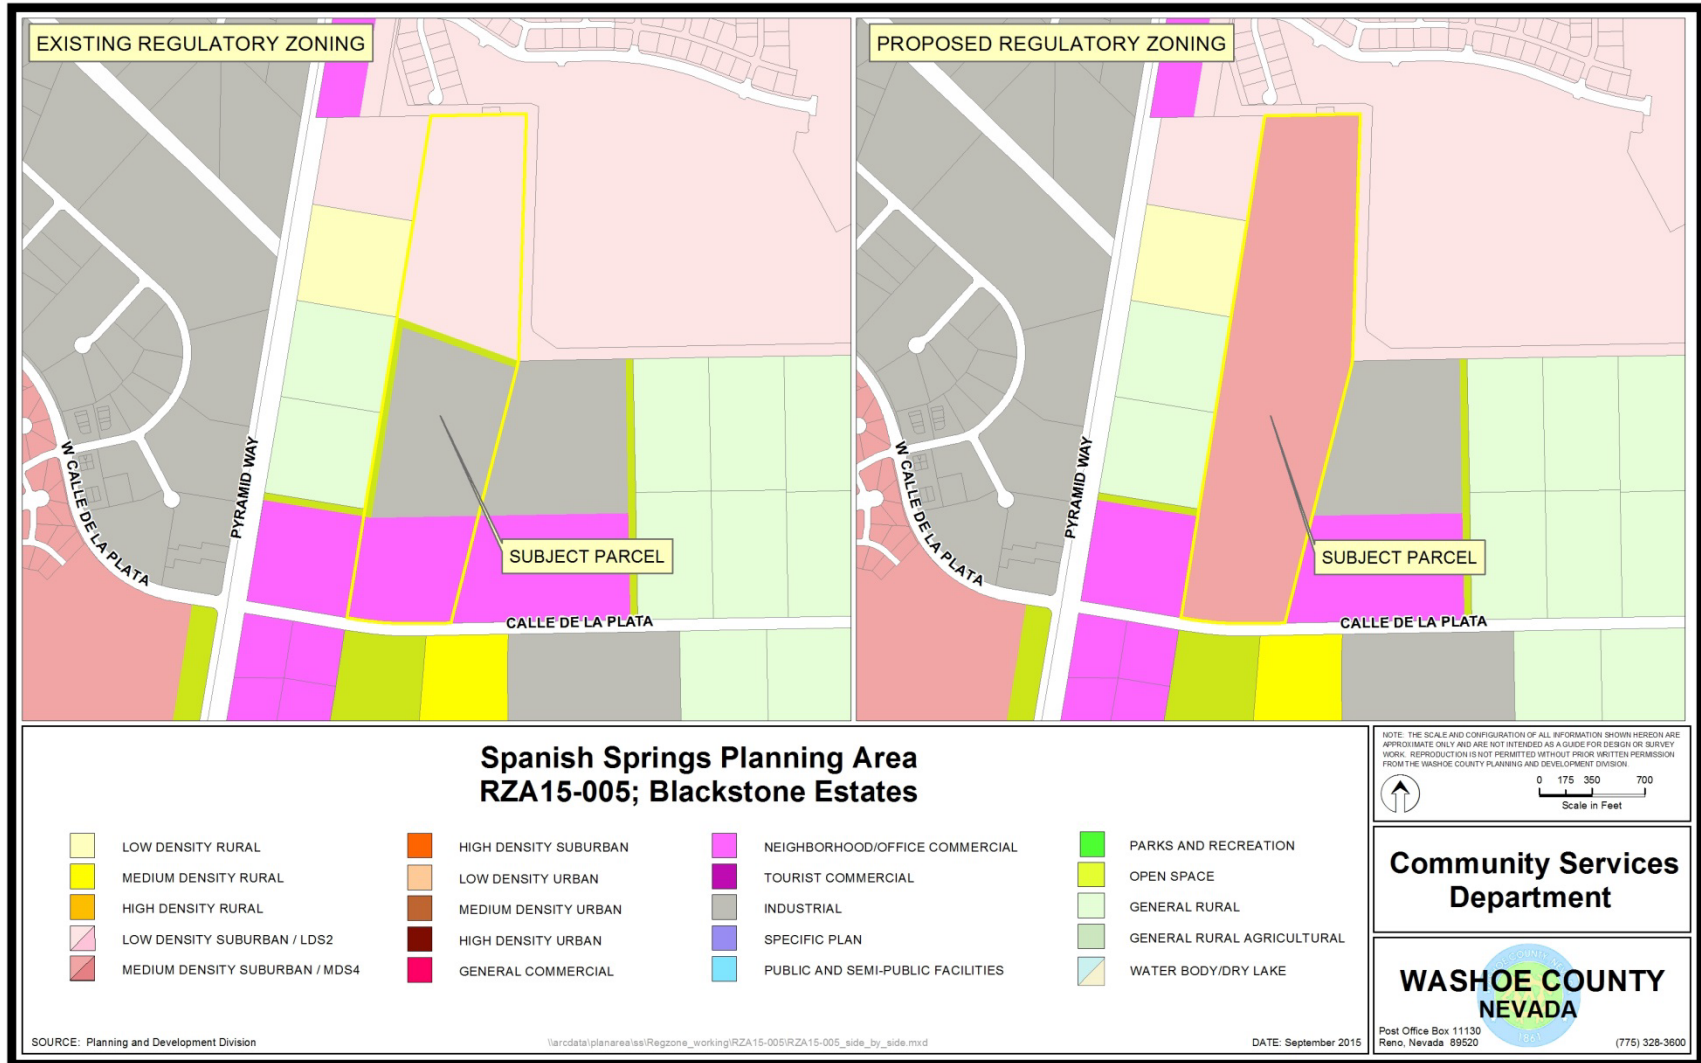 EXISTING REGULATORY ZONING
PYRAMID WAY
W CALLE DE LA PLATA
SUBJECT PARCEL
CALLE DE LA PLATA
PROPOSED REGULATORY ZONING
PYRAMID WAY
W CALLE DE LA PLATA
SUBJECT PARCEL
CALLE DE LA PLATA
Spanish Springs Planning Area
RZA15-005; Blackstone Estates
LOW DENSITY RURAL
MEDIUM DENSITY RURAL
HIGH DENSITY RURAL
LOW DENSITY SUBURBAN / LDS2
MEDIUM DENSITY SUBURBAN / MDS4
HIGH DENSITY SUBURBAN
LOW DENSITY URBAN
MEDIUM DENSITY URBAN
HIGH DENSITY URBAN
GENERAL COMMERCIAL
NEIGHBORHOOD/OFFICE COMMERCIAL
TOURIST COMMERCIAL
INDUSTRIAL
SPECIFIC PLAN
PUBLIC AND SEMI-PUBLIC FACILITIES
PARKS AND RECREATION
OPEN SPACE
GENERAL RURAL
GENERAL RURAL AGRICULTURAL
WATER BODY/DRY LAKE
SOURCE: Planning and Development Division
\\arcdata\planarea\ss\Regzone_working\RZA15-005\RZA15-005_side_by_side.mxd
DATE: September 2015
NOTE: THE SCALE AND CONFIGURATION OF ALL INFORMATION SHOWN HEREON ARE
APPROXIMATE ONLY AND ARE NOT INTENDED AS A GUIDE FOR DESIGN OR SURVEY
WORK. REPRODUCTION IS NOT PERMITTED WITHOUT PRIOR WRITTEN PERMISSION
FROM THE WASHOE COUNTY PLANNING AND DEVELOPMENT DIVISION.
0 175 350 700
Scale in Feet
Community Services
Department
WASHOE COUNTY
NEVADA
1861
Post Office Box 11130
Reno, Nevada 89520
(775) 328-3600